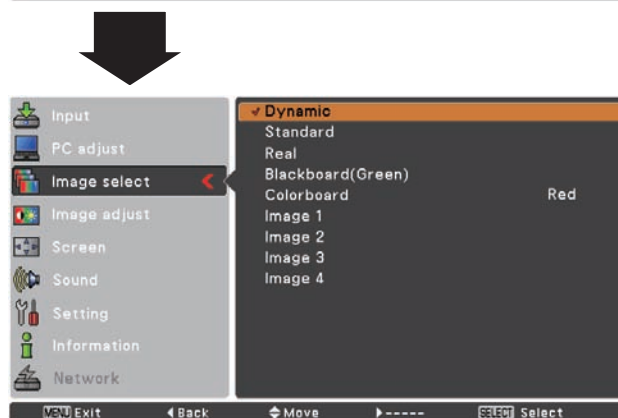 Input
PC adjust
Image select
Image adjust
Screen
Sound
Setting
Information
Network
Dynamic
Standard
Real
Blackboard(Green)
Colorboard Red
Image 1
Image 2
Image 3
Image 4
MENU Exit Back Move ----- SELECT Select